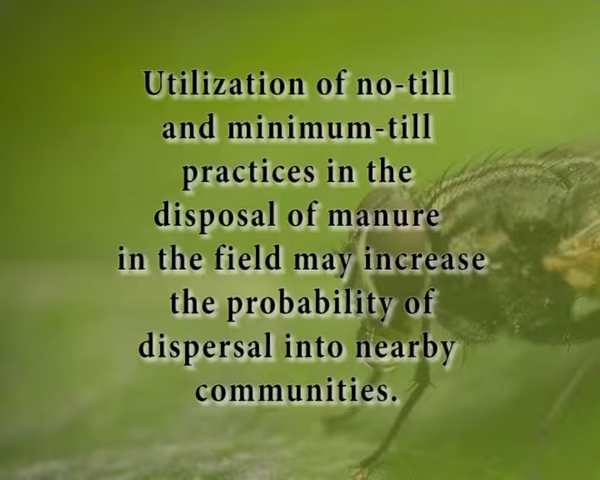 Utilization of no-till
and minimum-till
practices in the
disposal of manure
in the field may increase
the probability of
dispersal into nearby
communities.